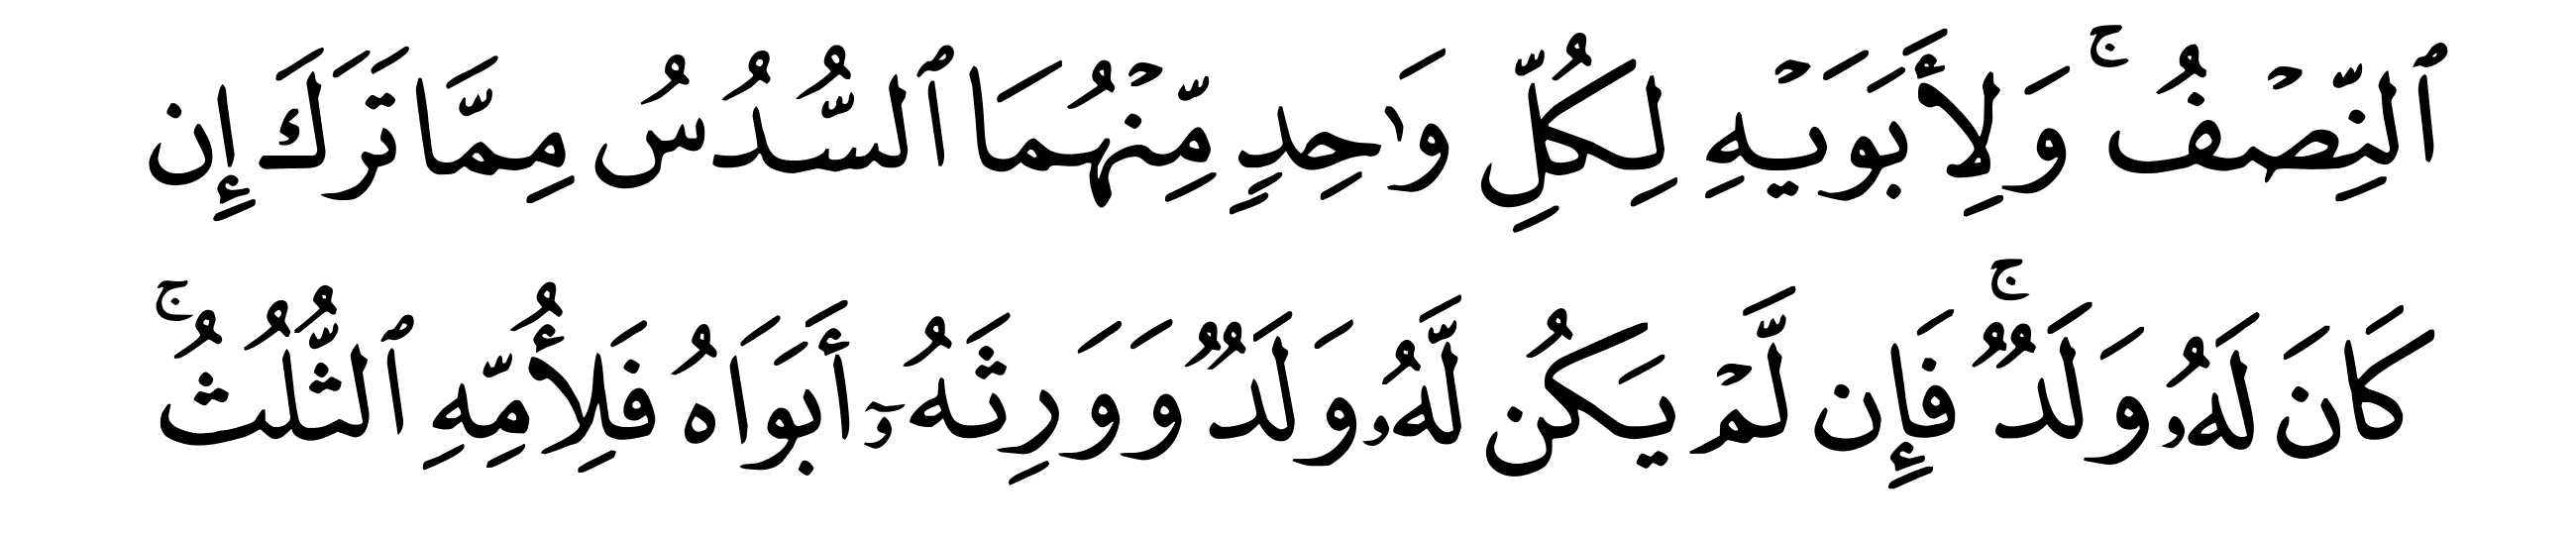 ٱلنِّصۡفُۚ وَلِأَبَوَيۡهِ لِكُلِّ وَٰحِدٖ مِّنۡهُمَا ٱلسُّدُسُ مِمَّا تَرَكَ إِن
كَانَ لَهُۥ وَلَدٞۚ فَإِن لَّمۡ يَكُن لَّهُۥ وَلَدٞ وَوَرِثَهُۥٓ أَبَوَاهُ فَلِأُمِّهِ ٱلثُّلُثُۚ